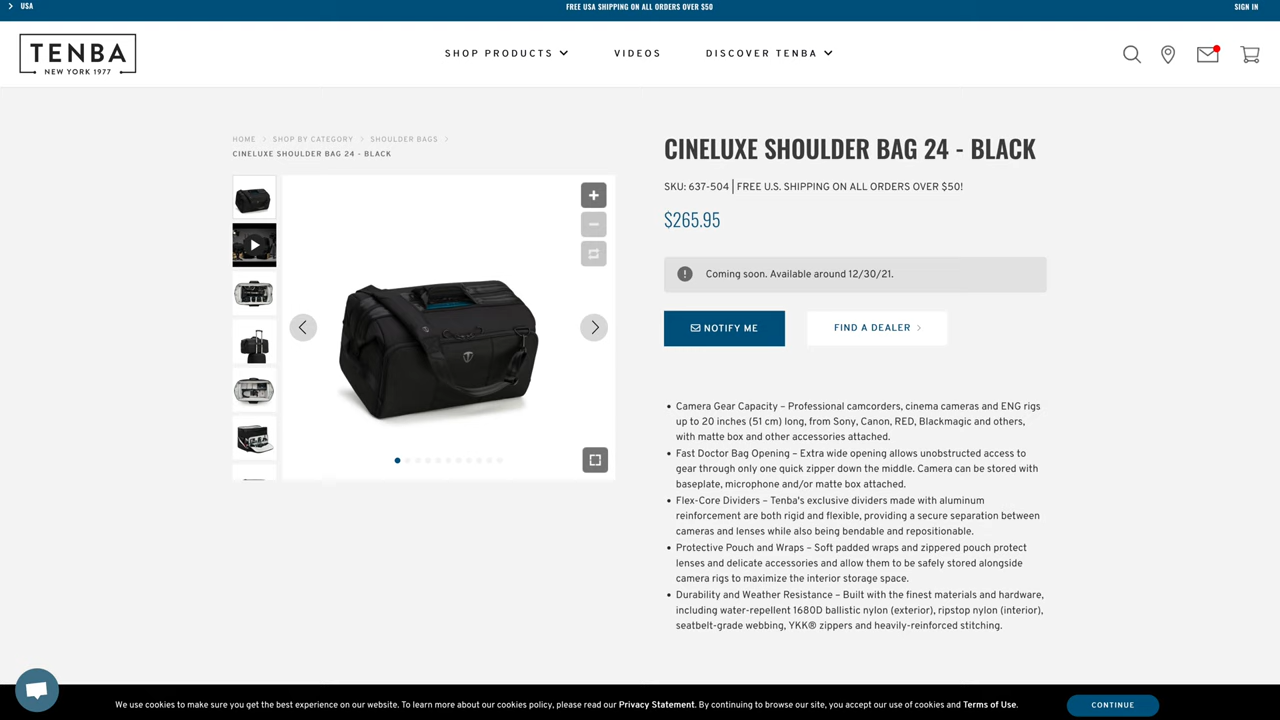 USA
FREE USA SHIPPING ON ALL ORDERS OVER $50
SIGN IN
TENBA
NEW YORK 1977
SHOP PRODUCTS
VIDEOS
DISCOVER TENBA
HOME > SHOP BY CATEGORY > SHOULDER BAGS >
CINELUXE SHOULDER BAG 24 - BLACK
CINELUXE SHOULDER BAG 24 - BLACK
SKU: 637-504 | FREE U.S. SHIPPING ON ALL ORDERS OVER $50!
$265.95
Coming soon. Available around 12/30/21.
NOTIFY ME
FIND A DEALER >
• Camera Gear Capacity – Professional camcorders, cinema cameras and ENG rigs
up to 20 inches (51 cm) long, from Sony, Canon, RED, Blackmagic and others,
with matte box and other accessories attached.
• Fast Doctor Bag Opening – Extra wide opening allows unobstructed access to
gear through only one quick zipper down the middle. Camera can be stored with
baseplate, microphone and/or matte box attached.
• Flex-Core Dividers – Tenba's exclusive dividers made with aluminum
reinforcement are both rigid and flexible, providing a secure separation between
cameras and lenses while also being bendable and repositionable.
• Protective Pouch and Wraps – Soft padded wraps and zippered pouch protect
lenses and delicate accessories and allow them to be safely stored alongside
camera rigs to maximize the interior storage space.
• Durability and Weather Resistance – Built with the finest materials and hardware,
including water-repellent 1680D ballistic nylon (exterior), ripstop nylon (interior),
seatbelt-grade webbing, YKK® zippers and heavily-reinforced stitching.
We use cookies to make sure you get the best experience on our website. To learn more about our cookies policy, please read our Privacy Statement. By continuing to browse our site, you accept our use of cookies and Terms of Use.
CONTINUE